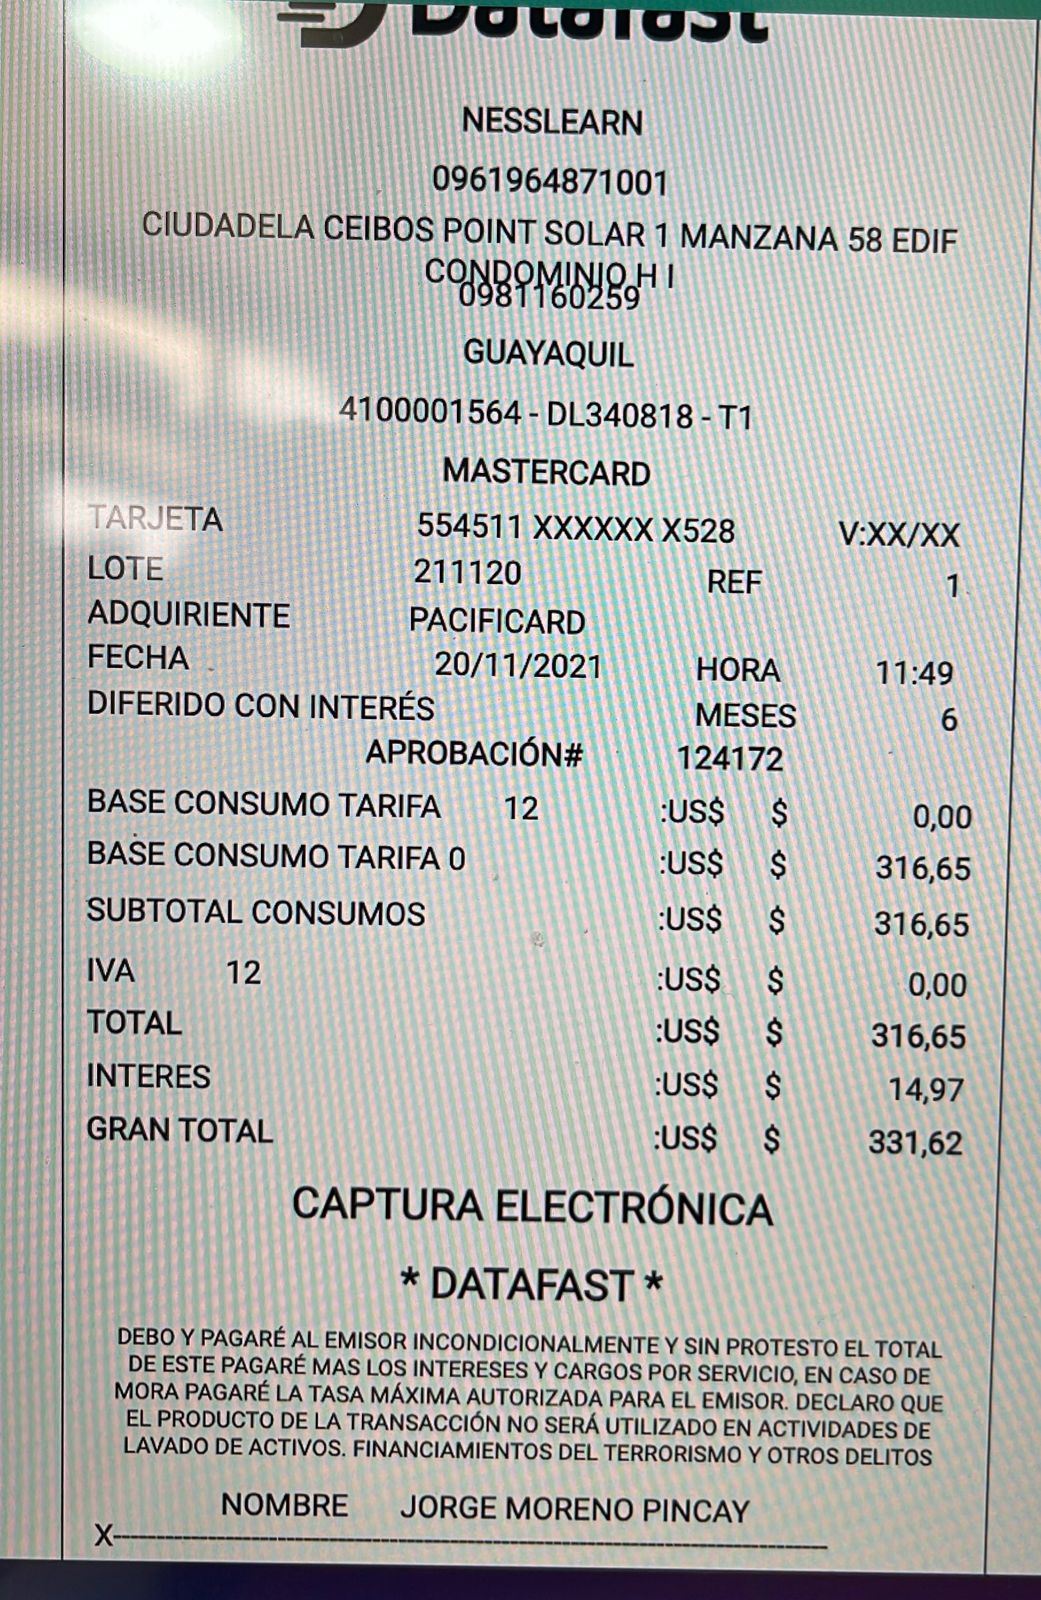 Datafast
NESSLEARN
0961964871001
CIUDADELA CEIBOS POINT SOLAR 1 MANZANA 58 EDIF
CONDOMINIO H I
0981160259
GUAYAQUIL
4100001564 - DL340818 - T1
MASTERCARD
TARJETA 554511 XXXXXX X528 V:XX/XX
LOTE 211120 REF 1
ADQUIRIENTE PACIFICARD
FECHA 20/11/2021 HORA 11:49
DIFERIDO CON INTERÉS MESES 6
APROBACIÓN# 124172
BASE CONSUMO TARIFA 12 :US$ $ 0,00
BASE CONSUMO TARIFA 0 :US$ $ 316,65
SUBTOTAL CONSUMOS :US$ $ 316,65
IVA 12 :US$ $ 0,00
TOTAL :US$ $ 316,65
INTERES :US$ $ 14,97
GRAN TOTAL :US$ $ 331,62
CAPTURA ELECTRÓNICA
* DATAFAST *
DEBO Y PAGARÉ AL EMISOR INCONDICIONALMENTE Y SIN PROTESTO EL TOTAL
DE ESTE PAGARÉ MAS LOS INTERESES Y CARGOS POR SERVICIO, EN CASO DE
MORA PAGARÉ LA TASA MÁXIMA AUTORIZADA PARA EL EMISOR. DECLARO QUE
EL PRODUCTO DE LA TRANSACCIÓN NO SERÁ UTILIZADO EN ACTIVIDADES DE
LAVADO DE ACTIVOS. FINANCIAMIENTOS DEL TERRORISMO Y OTROS DELITOS
NOMBRE JORGE MORENO PINCAY
X----------------------------------------------------------------